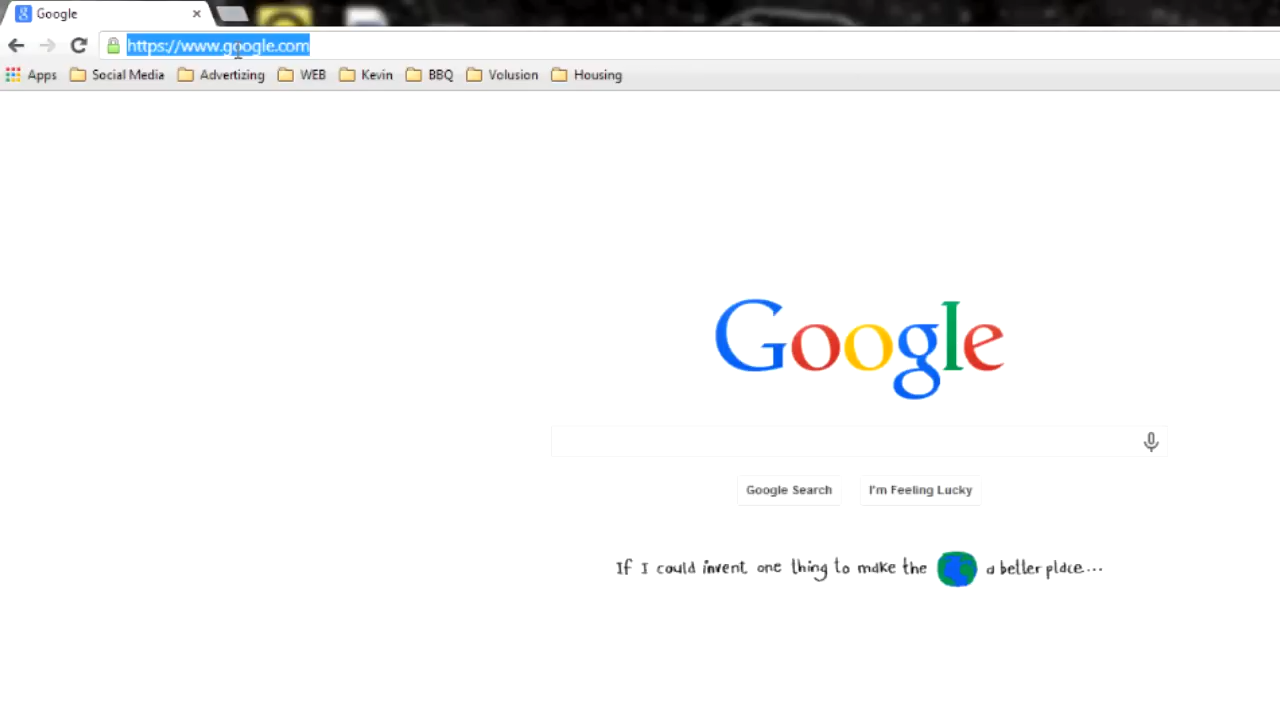 Google
https://www.google.com
Apps Social Media Advertizing WEB Kevin BBQ Volusion Housing
Google
Google Search I'm Feeling Lucky
If I could invent one thing to make the a better place...